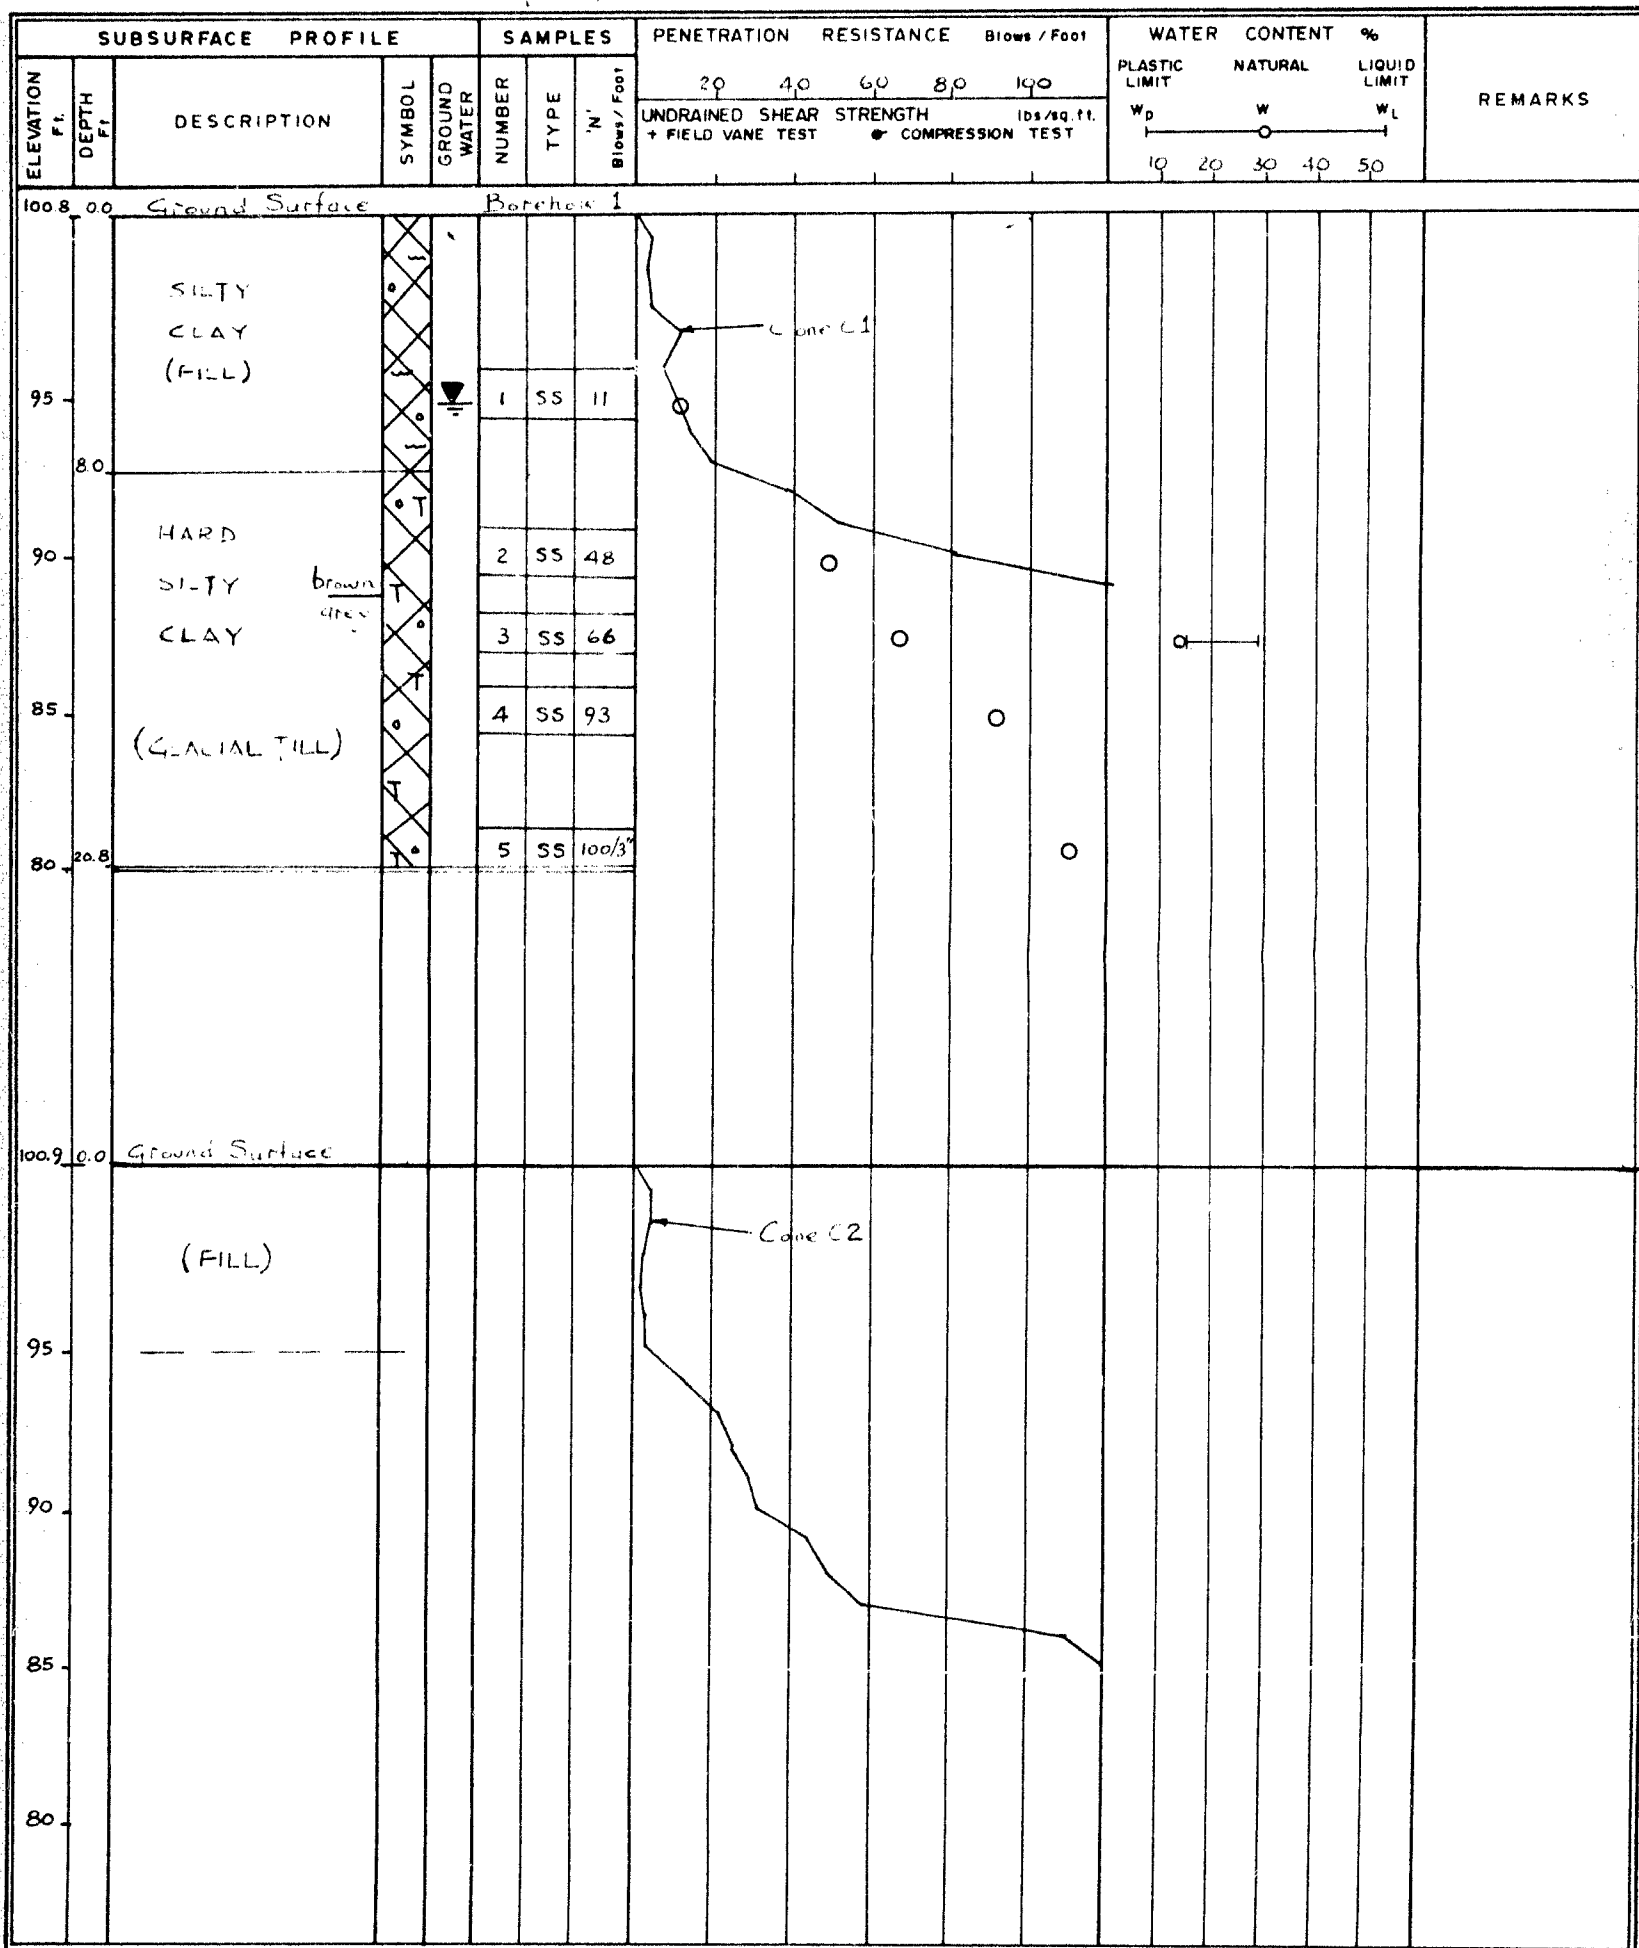 SUBSURFACE PROFILE
SAMPLES
PENETRATION RESISTANCE Blows / Foot
WATER CONTENT %
REMARKS
ELEVATION Ft.
DEPTH Ft
DESCRIPTION
SYMBOL
GROUND WATER
NUMBER
TYPE
'N' Blows / Foot
20 40 60 80 100
UNDRAINED SHEAR STRENGTH lbs/sq.ft.
+ FIELD VANE TEST COMPRESSION TEST
PLASTIC LIMIT NATURAL LIQUID LIMIT
Wp W WL
10 20 30 40 50
100.8 0.0 Ground Surface Borehole 1
SILTY
CLAY
(FILL)
Cone C1
95
1 SS 11
8.0
HARD
90
2 SS 48
SILTY
brown
grey
CLAY
3 SS 66
85
4 SS 93
(GLACIAL TILL)
80 20.8
5 SS 100/3"
100.9 0.0 Ground Surface
(FILL)
Cone C2
95
90
85
80